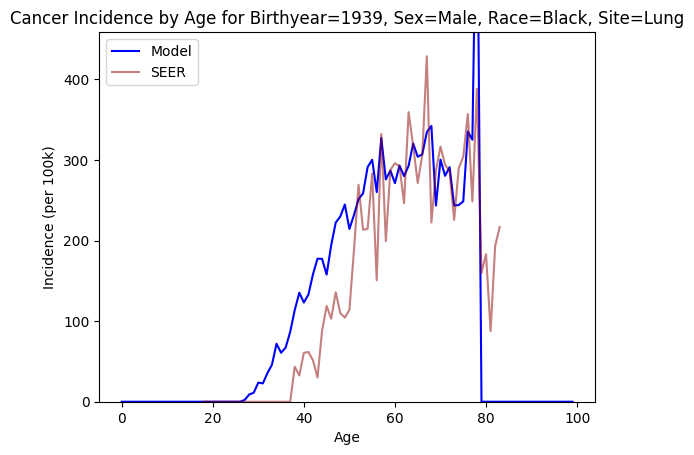 Cancer Incidence by Age for Birthyear=1939, Sex=Male, Race=Black, Site=Lung
Model
SEER
400
300
200
100
0
Incidence (per 100k)
0 20 40 60 80 100
Age